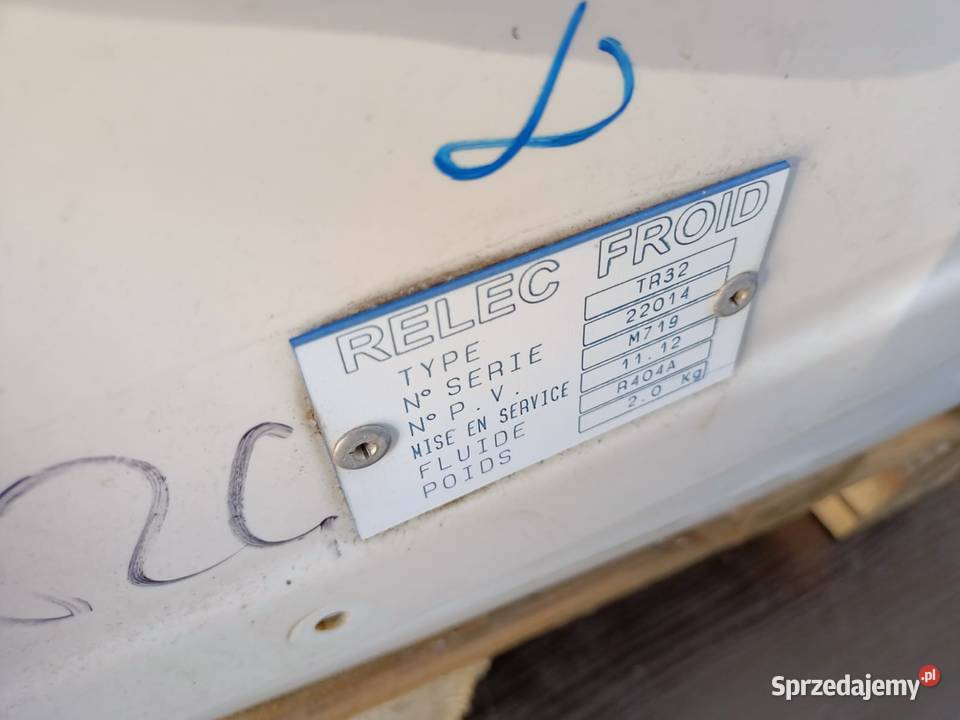 RELEC FROID
TYPE TR32
N° SERIE 22014
N° P.V. M719
MISE EN SERVICE 11.12
FLUIDE R404A
POIDS 2.0 Kg
Sprzedajemy.pl